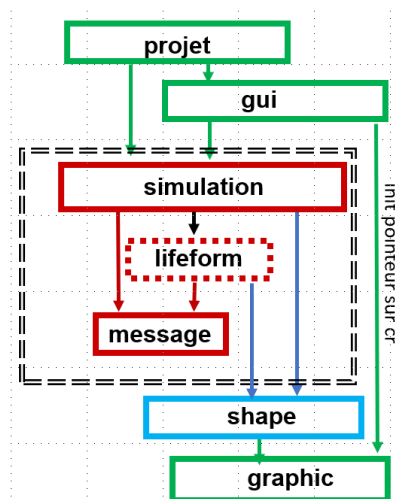 projet
gui
simulation
lifeform
message
shape
graphic
init pointeur sur cr